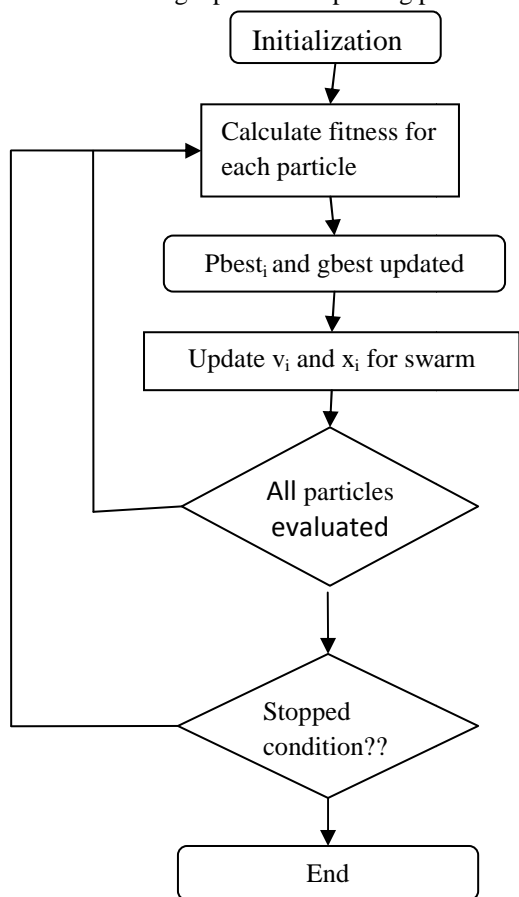 Initialization
Calculate fitness for
each particle
Pbestᵢ and gbest updated
Update vᵢ and xᵢ for swarm
All particles
evaluated
Stopped
condition??
End